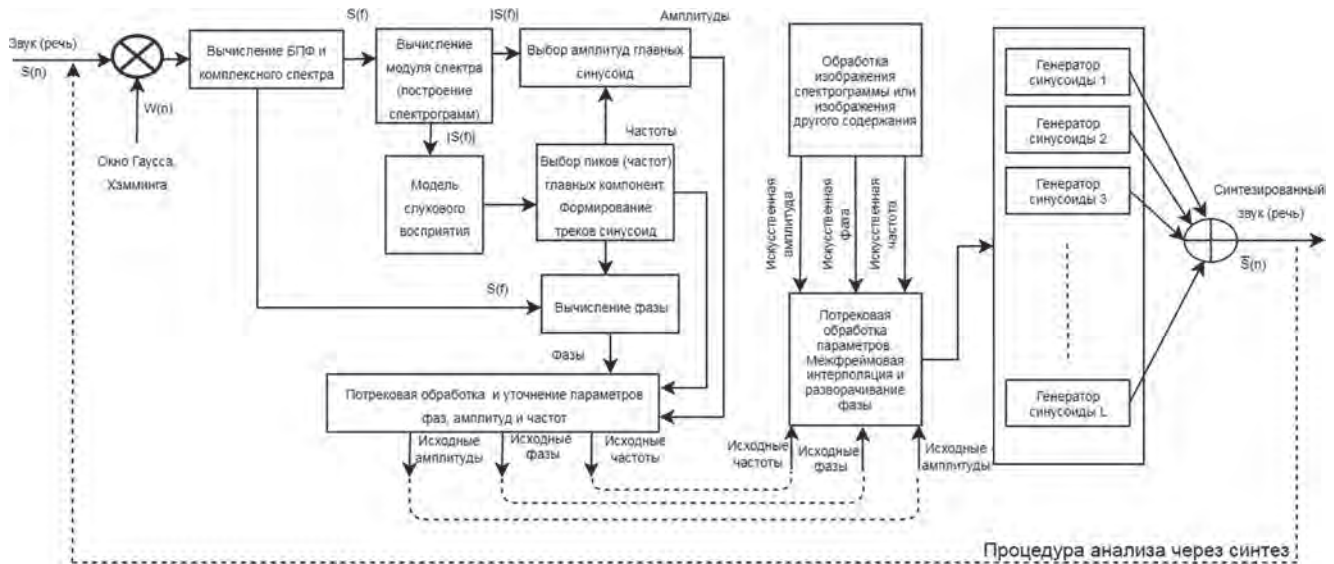 Звук (речь)
S(n)
W(n)
Окно Гаусса,
Хэмминга
Вычисление БПФ и
комплексного спектра
S(f)
Вычисление
модуля спектра
(построение
спектрограмм)
|S(f)|
Выбор амплитуд главных
синусоид
Амплитуды
|S(f)|
Модель
слухового
восприятия
Частоты
Выбор пиков (частот)
главных компонент.
Формирование
треков синусоид
S(f)
Вычисление фазы
Фазы
Потрековая обработка и уточнение параметров
фаз, амплитуд и частот
Исходные
амплитуды
Исходные
фазы
Исходные
частоты
Обработка
изображения
спектрограммы или
изображения
другого содержания
Искусственная
амплитуда
Искусственная
фаза
Искусственная
частота
Потрековая
обработка
параметров.
Межфреймовая
интерполяция и
разворачивание
фазы
Исходные
частоты
Исходные
фазы
Исходные
амплитуды
Генератор
синусоиды 1
Генератор
синусоиды 2
Генератор
синусоиды 3
Генератор
синусоиды L
Синтезированный
звук (речь)
S̄(n)
Процедура анализа через синтез